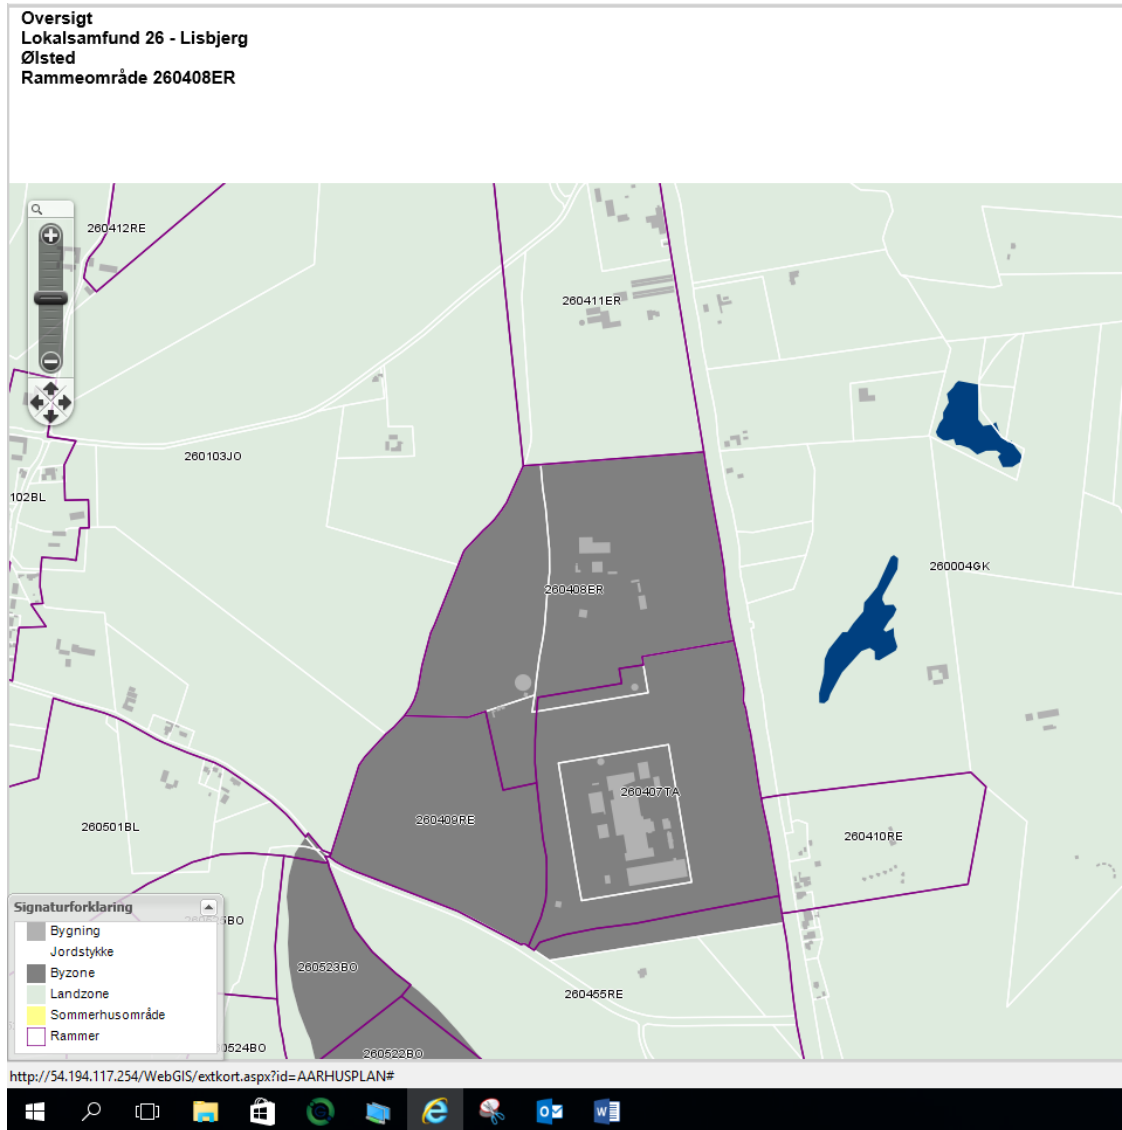 Oversigt
Lokalsamfund 26 - Lisbjerg
Ølsted
Rammeområde 260408ER
260412RE
260411ER
260103JO
102BL
260004GK
260408ER
260407TA
260409RE
260410RE
260501BL
260523BO
260455RE
260524BO
260522BO
Signaturforklaring
Bygning
Jordstykke
Byzone
Landzone
Sommerhusområde
Rammer
http://54.194.117.254/WebGIS/extkort.aspx?id=AARHUSPLAN#